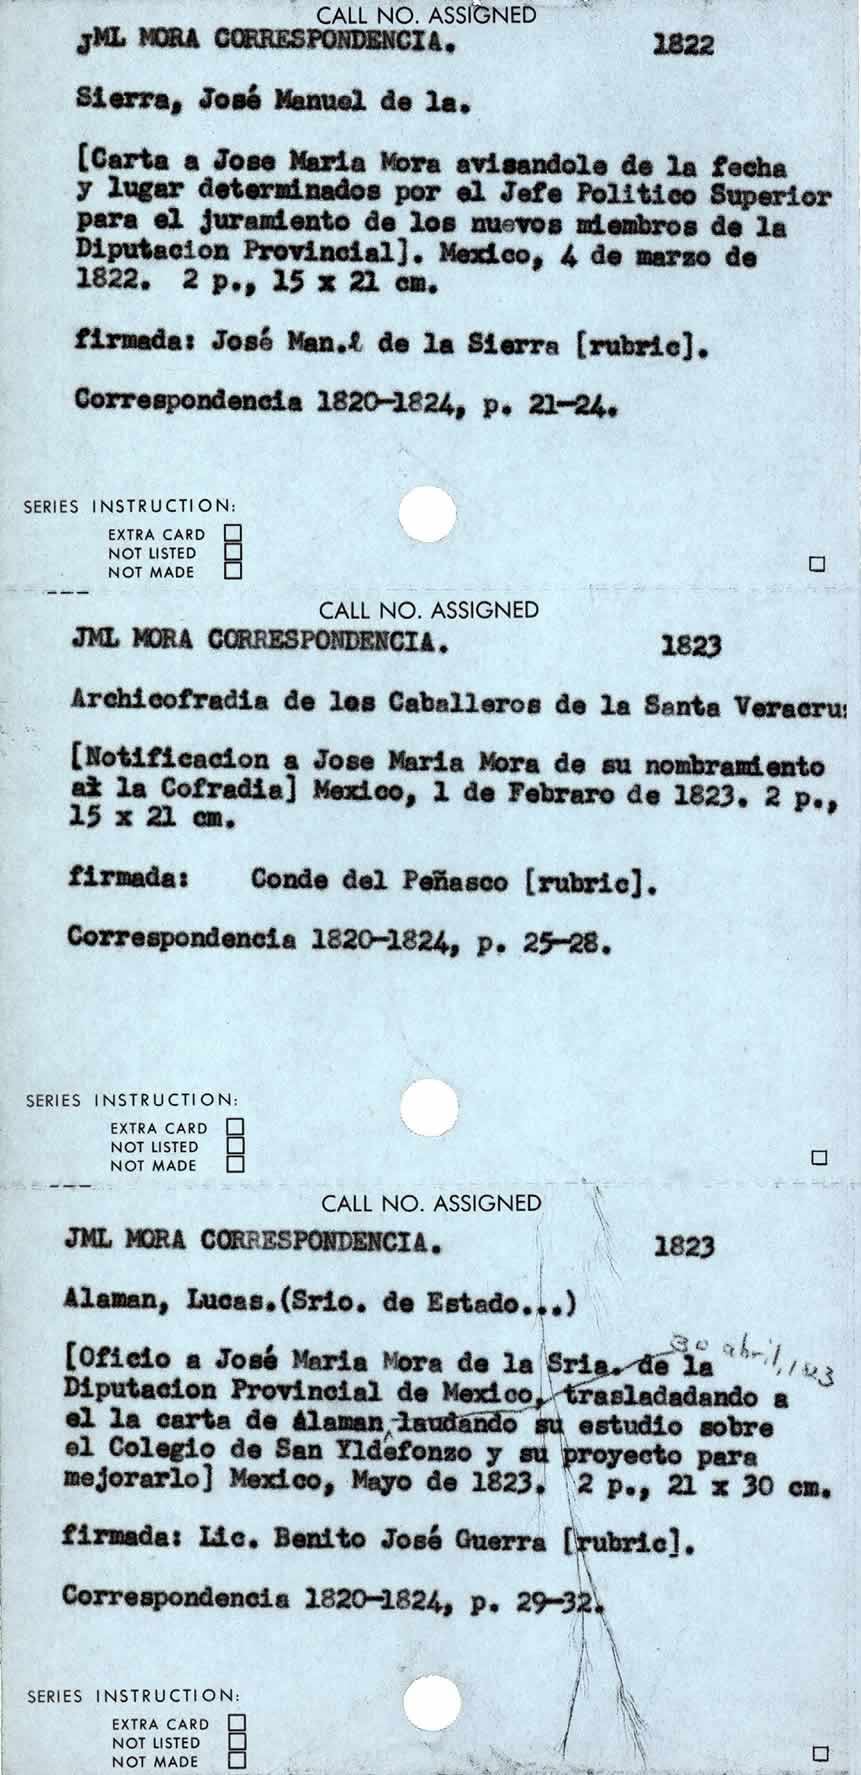 CALL NO. ASSIGNED
JML MORA CORRESPONDENCIA. 1822
Sierra, José Manuel de la.
[Carta a Jose Maria Mora avisandole de la fecha
y lugar determinados por el Jefe Politico Superior
para el juramiento de los nuevos miembros de la
Diputacion Provincial]. Mexico, 4 de marzo de
1822. 2 p., 15 x 21 cm.
firmada: José Man.l de la Sierra [rubric].
Correspondencia 1820-1824, p. 21-24.
SERIES INSTRUCTION:
EXTRA CARD
NOT LISTED
NOT MADE
CALL NO. ASSIGNED
JML MORA CORRESPONDENCIA. 1823
Archicofradia de los Caballeros de la Santa Veracru
[Notificacion a Jose Maria Mora de su nombramiento
a la Cofradia] Mexico, 1 de Febraro de 1823. 2 p.,
15 x 21 cm.
firmada: Conde del Peñasco [rubric].
Correspondencia 1820-1824, p. 25-28.
SERIES INSTRUCTION:
EXTRA CARD
NOT LISTED
NOT MADE
CALL NO. ASSIGNED
JML MORA CORRESPONDENCIA. 1823
Alaman, Lucas.(Srio. de Estado...)
30 abril,
[Oficio a José Maria Mora de la Sria. de la
Diputacion Provincial de Mexico, trasladadando a
el la carta de Alaman laudando su estudio sobre
el Colegio de San Yldefonzo y su proyecto para
mejorarlo] Mexico, Mayo de 1823. 2 p., 21 x 30 cm.
firmada: Lic. Benito José Guerra [rubric].
Correspondencia 1820-1824, p. 29-32.
SERIES INSTRUCTION:
EXTRA CARD
NOT LISTED
NOT MADE